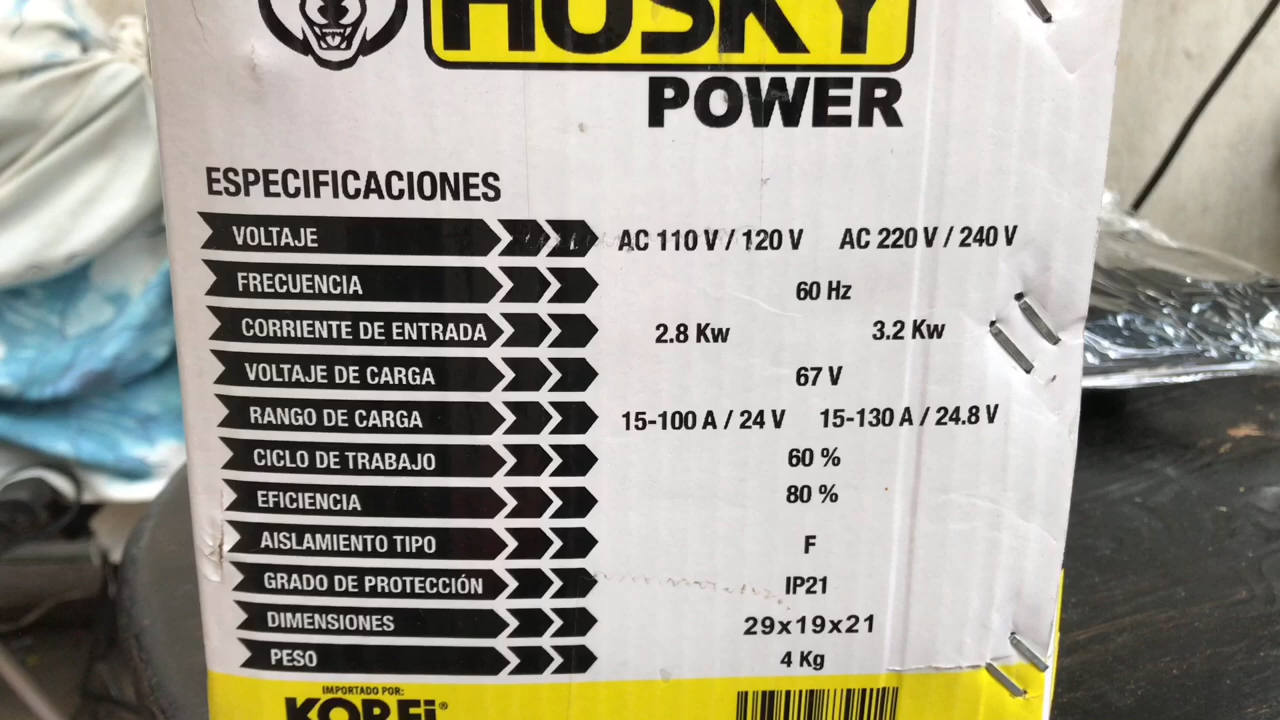 HUSKY
POWER
ESPECIFICACIONES
VOLTAJE AC 110 V / 120 V AC 220 V / 240 V
FRECUENCIA 60 Hz
CORRIENTE DE ENTRADA 2.8 Kw 3.2 Kw
VOLTAJE DE CARGA 67 V
RANGO DE CARGA 15-100 A / 24 V 15-130 A / 24.8 V
CICLO DE TRABAJO 60 %
EFICIENCIA 80 %
AISLAMIENTO TIPO F
GRADO DE PROTECCIÓN IP21
DIMENSIONES 29x19x21
PESO 4 Kg
IMPORTADO POR:
KOREi®